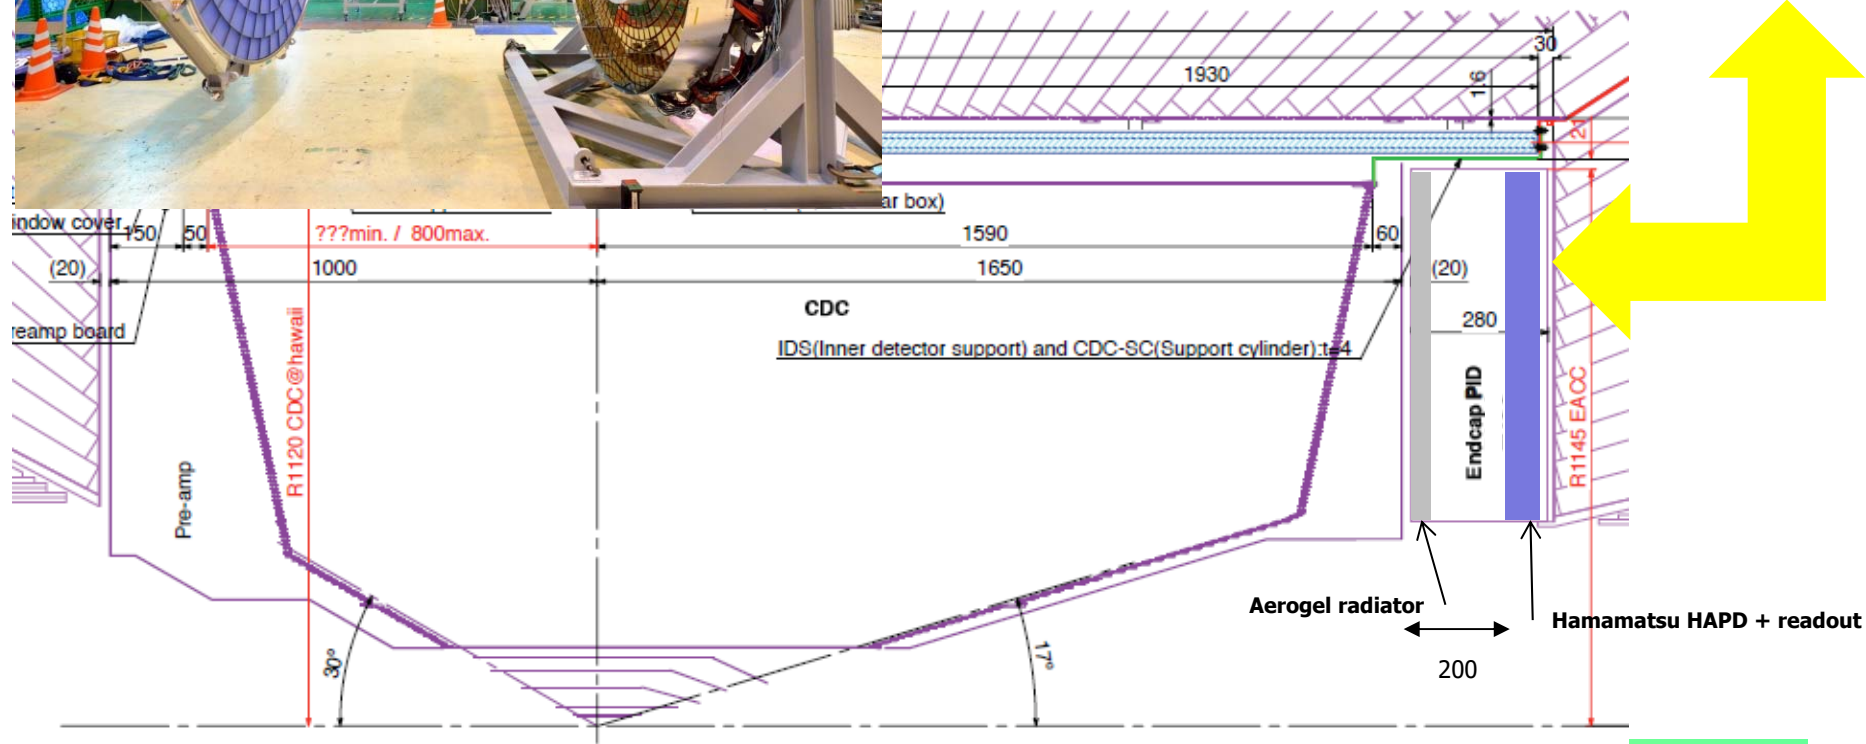 30
1930
16
21
indow cover
ar box)
150
50
???min. / 800max.
1590
60
(20)
1000
1650
(20)
CDC
reamp board
280
IDS(Inner detector support) and CDC-SC(Support cylinder):t=4
R1120 CDC@hawaii
Endcap PID
R1145 EACC
Pre-amp
Aerogel radiator
Hamamatsu HAPD + readout
200
30°
17°